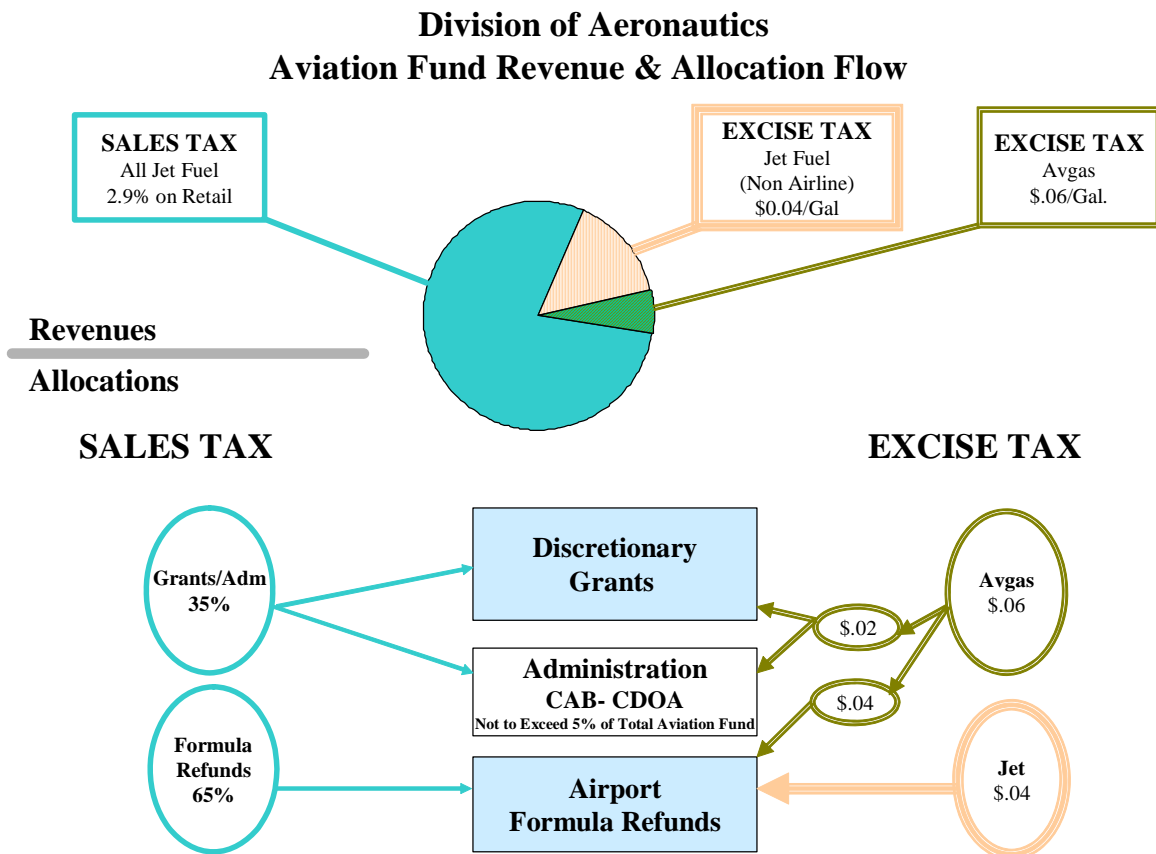 Division of Aeronautics
Aviation Fund Revenue & Allocation Flow
SALES TAX
All Jet Fuel
2.9% on Retail
EXCISE TAX
Jet Fuel
(Non Airline)
$0.04/Gal
EXCISE TAX
Avgas
$.06/Gal.
Revenues
Allocations
SALES TAX
EXCISE TAX
Grants/Adm
35%
Discretionary
Grants
Avgas
$.06
$.02
Administration
CAB- CDOA
Not to Exceed 5% of Total Aviation Fund
$.04
Formula
Refunds
65%
Airport
Formula Refunds
Jet
$.04